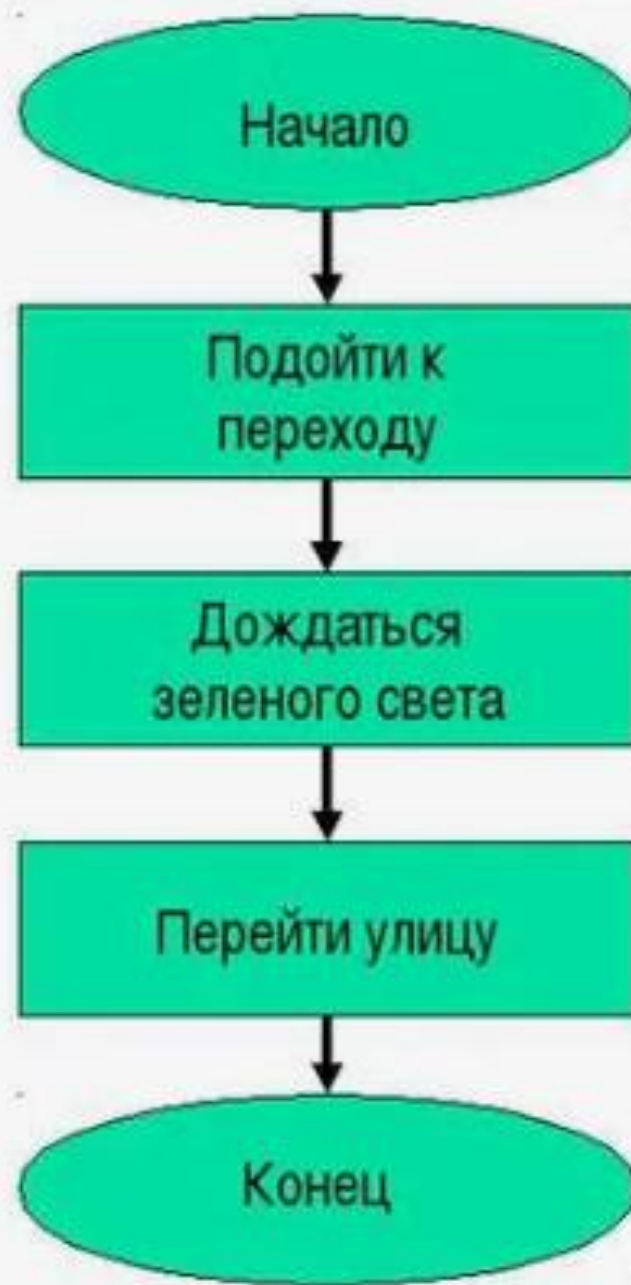 Начало
Подойти к
переходу
Дождаться
зеленого света
Перейти улицу
Конец